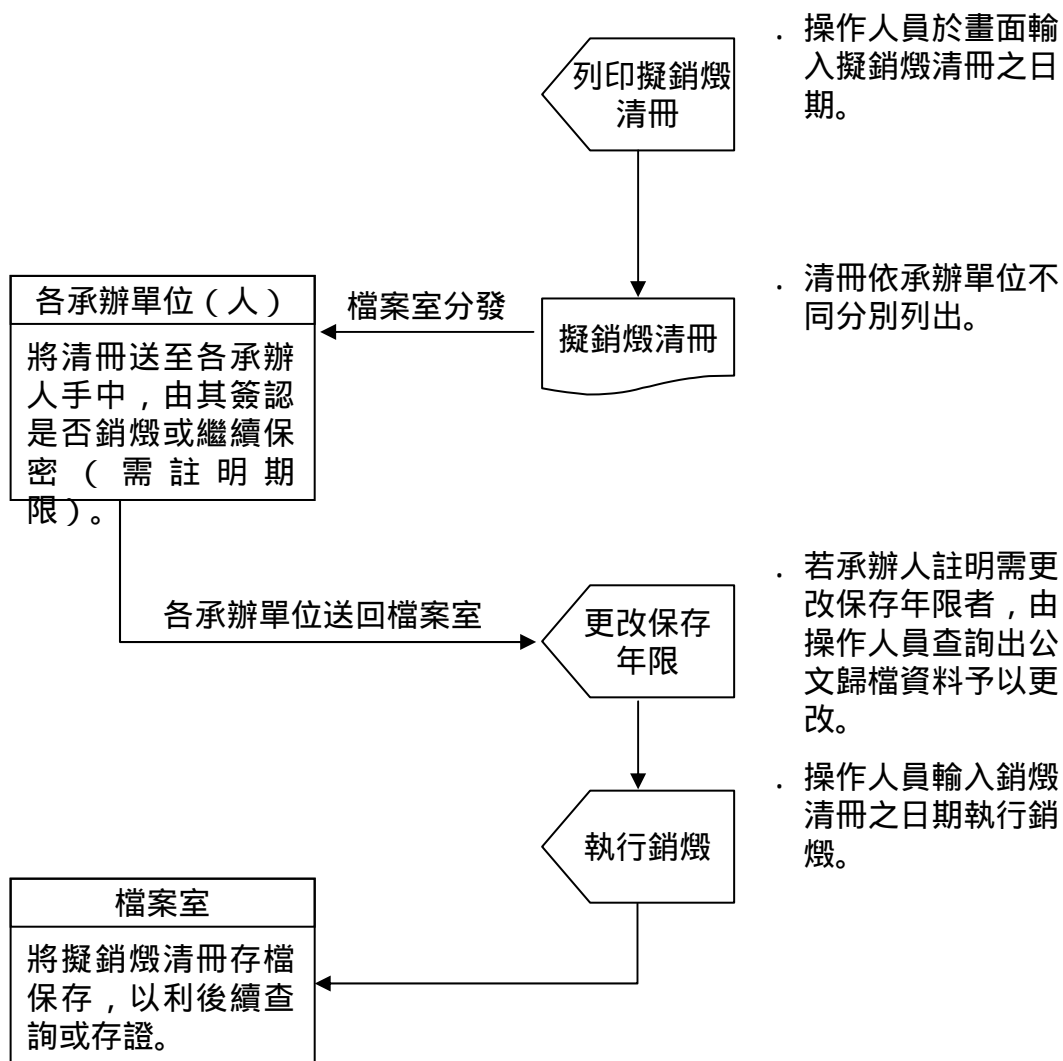 列印擬銷燬
清冊
. 操作人員於畫面輸
入擬銷燬清冊之日
期。
各承辦單位（人）
將清冊送至各承辦
人手中，由其簽認
是否銷燬或繼續保
密（需註明期
限）。
檔案室分發
擬銷燬清冊
. 清冊依承辦單位不
同分別列出。
各承辦單位送回檔案室
更改保存
年限
. 若承辦人註明需更
改保存年限者，由
操作人員查詢出公
文歸檔資料予以更
改。
執行銷燬
. 操作人員輸入銷燬
清冊之日期執行銷
燬。
檔案室
將擬銷燬清冊存檔
保存，以利後續查
詢或存證。